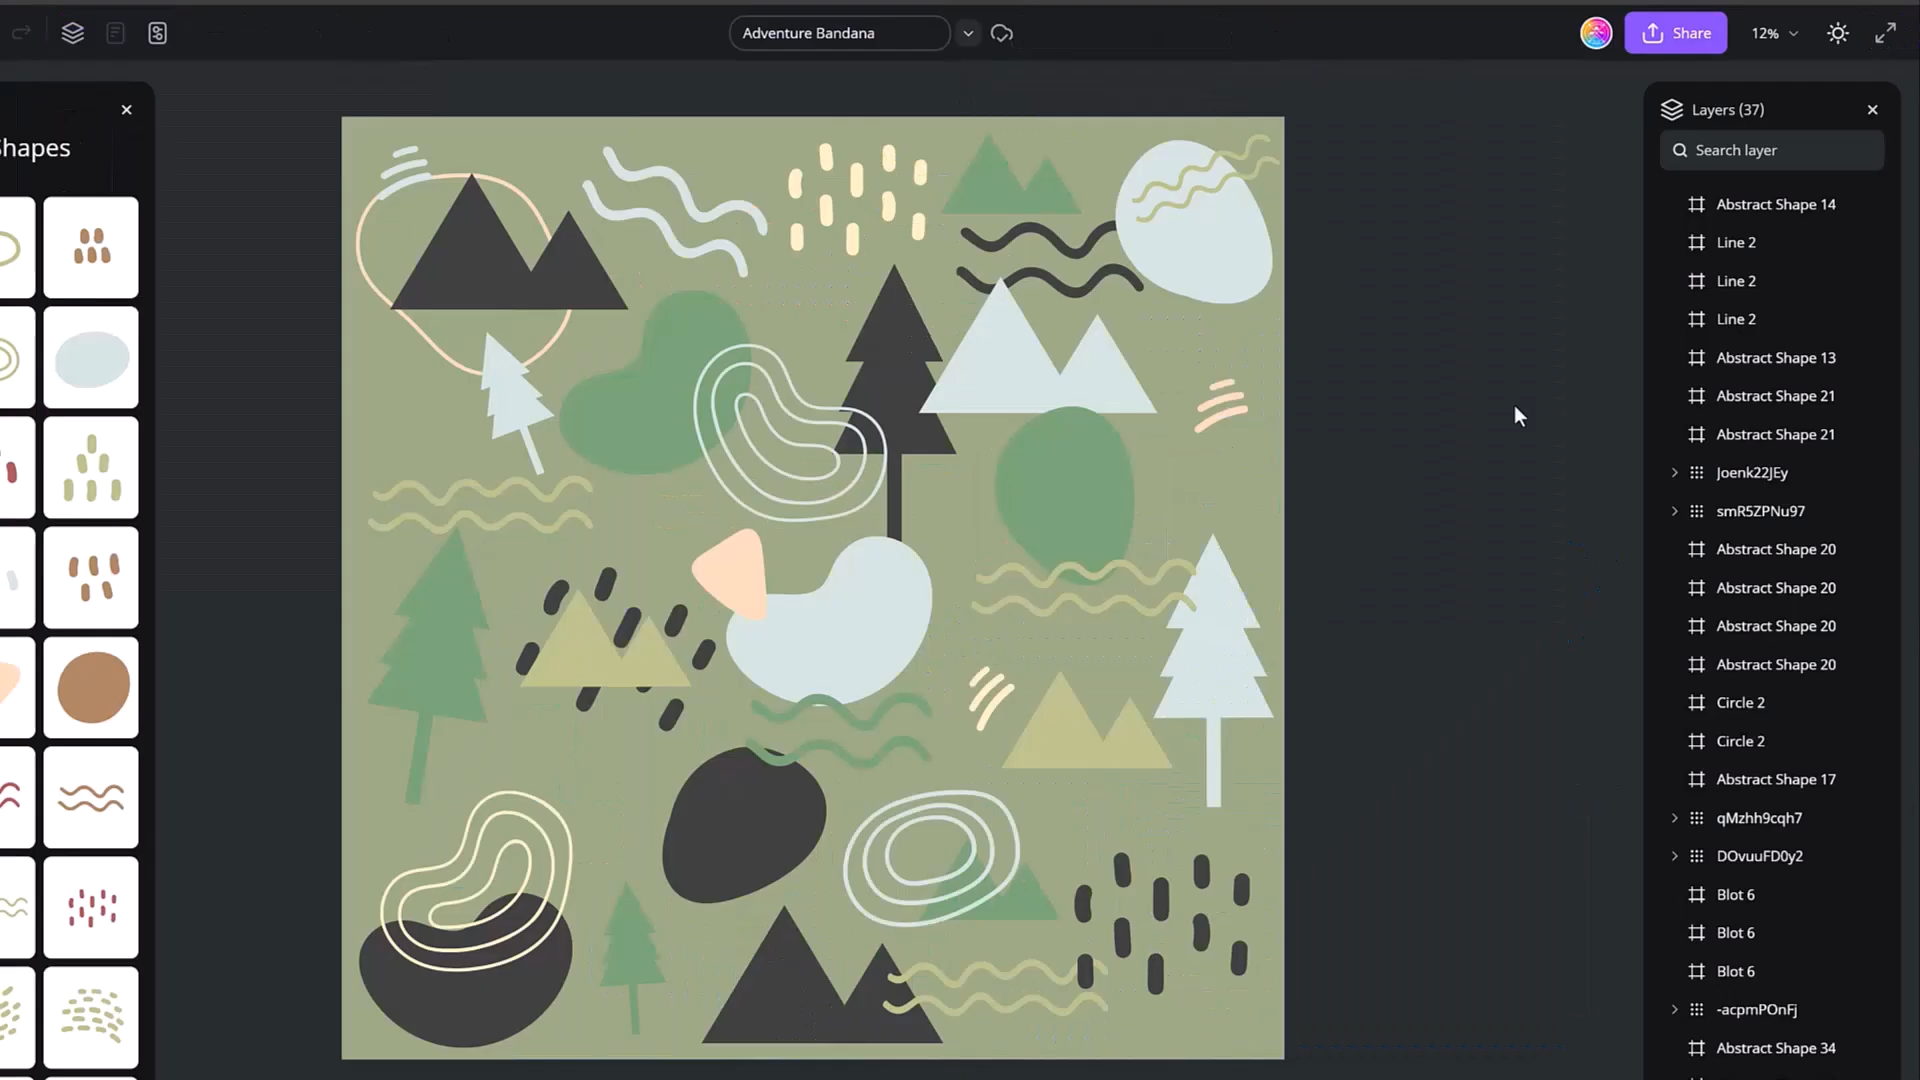 Adventure Bandana
Share
12%
hapes
Layers (37)
Search layer
Abstract Shape 14
Line 2
Line 2
Line 2
Abstract Shape 13
Abstract Shape 21
Abstract Shape 21
Joenk22JEy
smR5ZPNu97
Abstract Shape 20
Abstract Shape 20
Abstract Shape 20
Abstract Shape 20
Circle 2
Circle 2
Abstract Shape 17
qMzhh9cqh7
DOvuuFD0y2
Blot 6
Blot 6
Blot 6
-acpmPOnFj
Abstract Shape 34